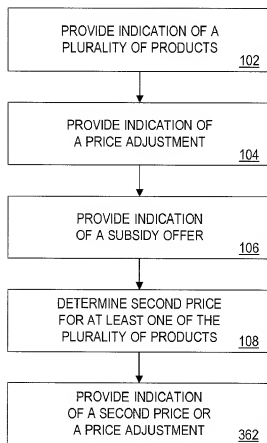 PROVIDE INDICATION OF A
PLURALITY OF PRODUCTS
102
PROVIDE INDICATION OF
A PRICE ADJUSTMENT
104
PROVIDE INDICATION
OF A SUBSIDY OFFER
106
DETERMINE SECOND PRICE
FOR AT LEAST ONE OF THE
PLURALITY OF PRODUCTS
108
PROVIDE INDICATION
OF A SECOND PRICE OR
A PRICE ADJUSTMENT
362